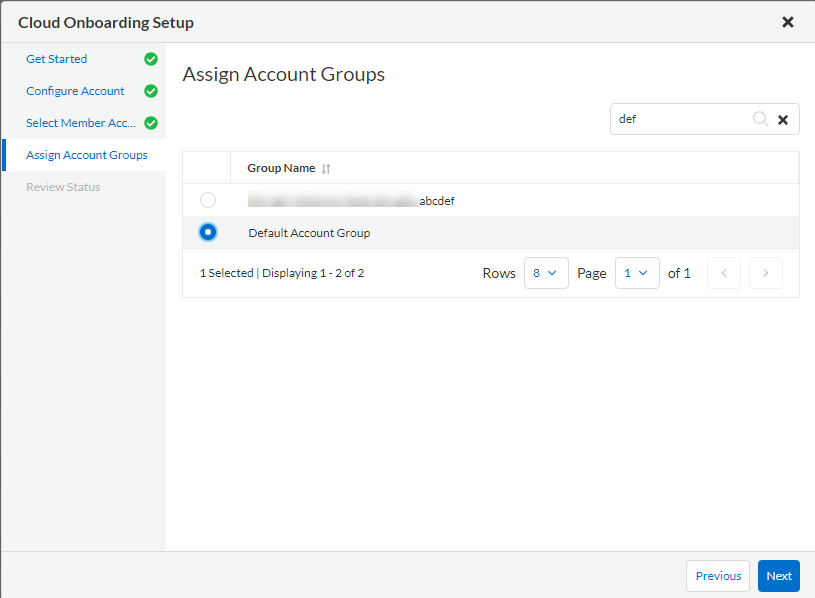 Cloud Onboarding Setup
Get Started
Configure Account
Select Member Acc...
Assign Account Groups
Review Status
Assign Account Groups
def
Group Name
abcdef
Default Account Group
1 Selected | Displaying 1 - 2 of 2
Rows 8 Page 1 of 1
Previous Next